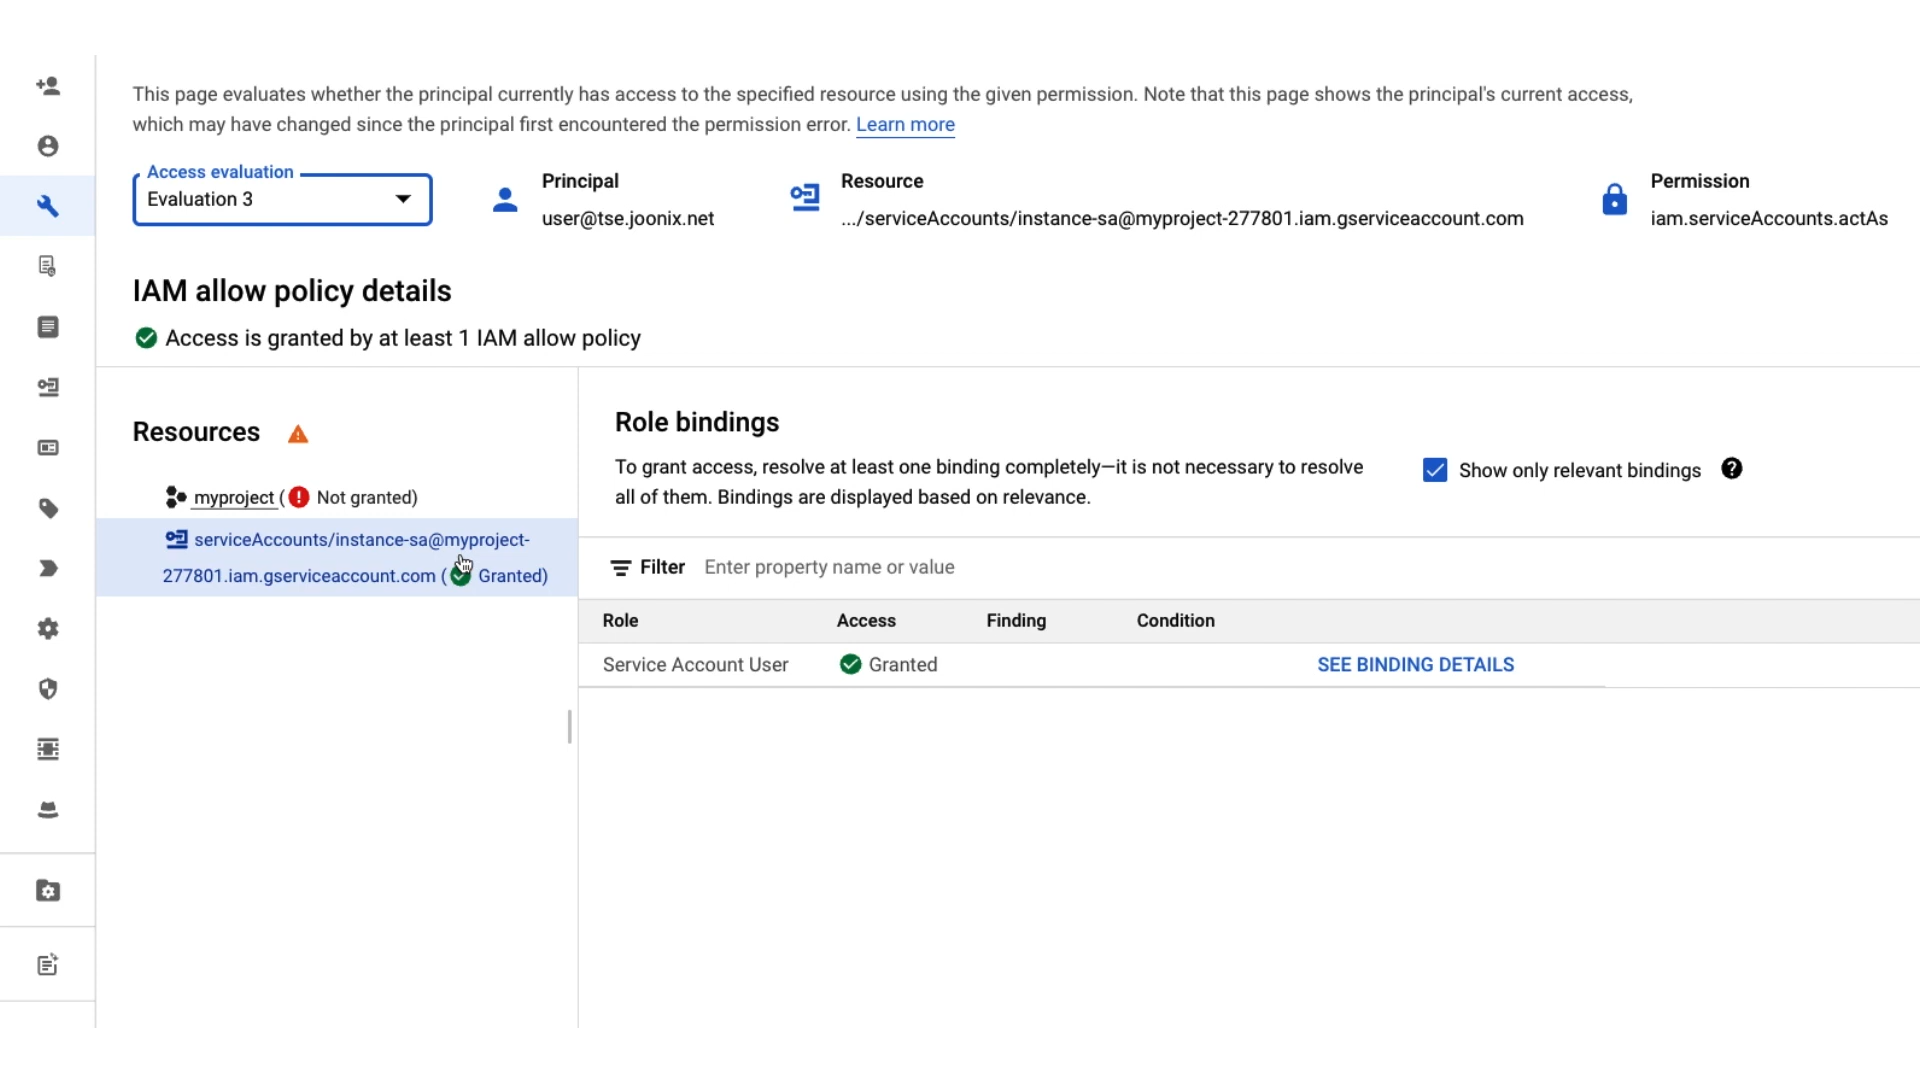 This page evaluates whether the principal currently has access to the specified resource using the given permission. Note that this page shows the principal's current access,
which may have changed since the principal first encountered the permission error. Learn more
Access evaluation
Evaluation 3
Principal
user@tse.joonix.net
Resource
.../serviceAccounts/instance-sa@myproject-277801.iam.gserviceaccount.com
Permission
iam.serviceAccounts.actAs
IAM allow policy details
Access is granted by at least 1 IAM allow policy
Resources
myproject ( Not granted)
serviceAccounts/instance-sa@myproject-
277801.iam.gserviceaccount.com ( Granted)
Role bindings
To grant access, resolve at least one binding completely—it is not necessary to resolve
all of them. Bindings are displayed based on relevance.
Show only relevant bindings
Filter Enter property name or value
Role Access Finding Condition
Service Account User Granted SEE BINDING DETAILS